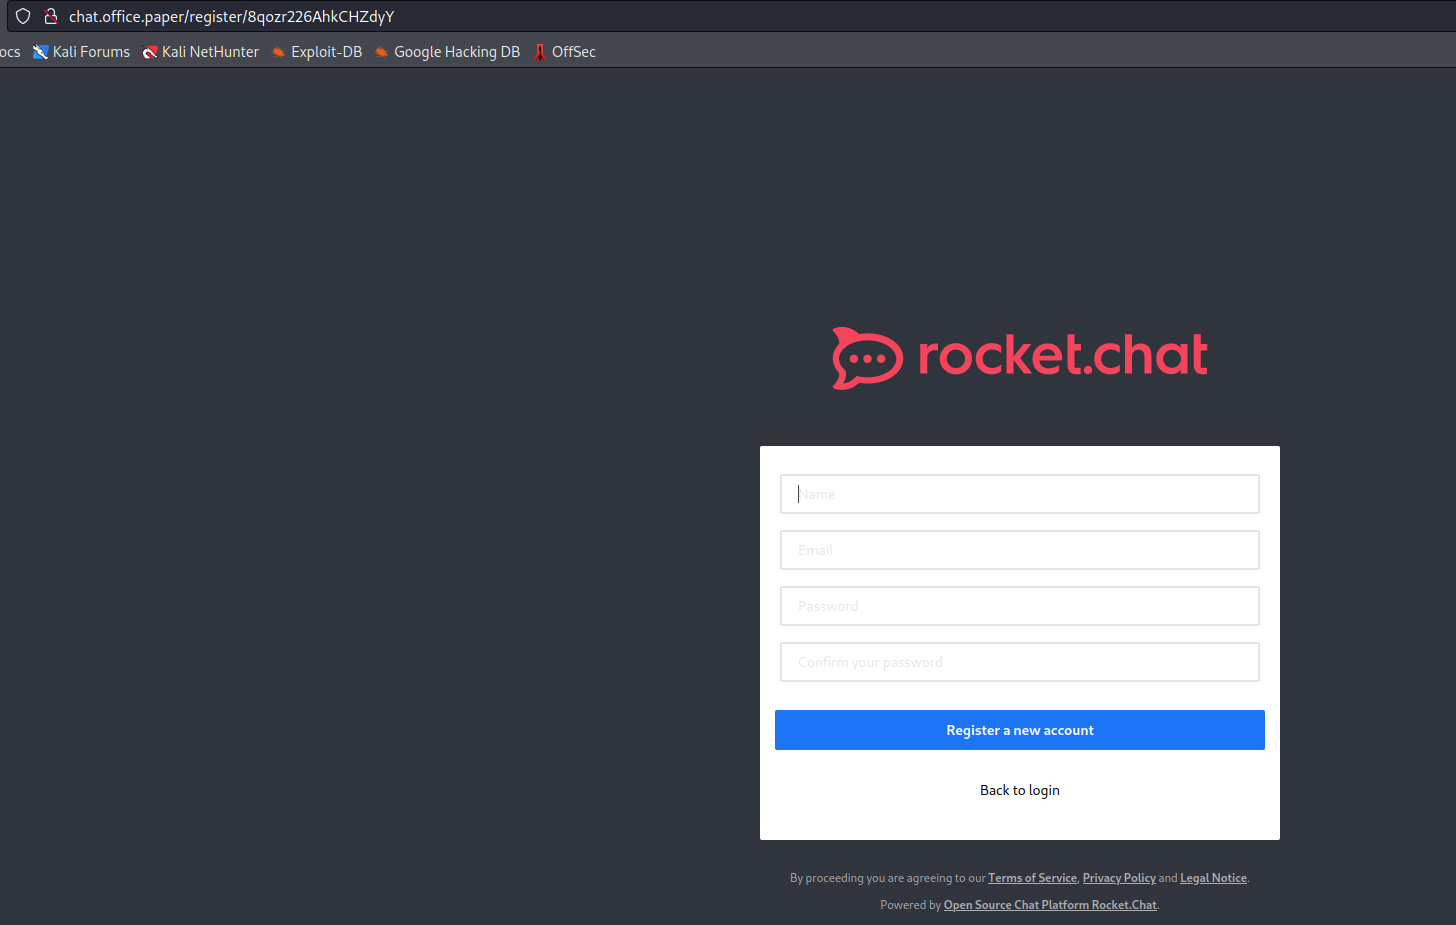 chat.office.paper/register/8qozr226AhkCHZdyY
ocs Kali Forums Kali NetHunter Exploit-DB Google Hacking DB OffSec
rocket.chat
Name
Email
Password
Confirm your password
Register a new account
Back to login
By proceeding you are agreeing to our Terms of Service, Privacy Policy and Legal Notice.
Powered by Open Source Chat Platform Rocket.Chat.